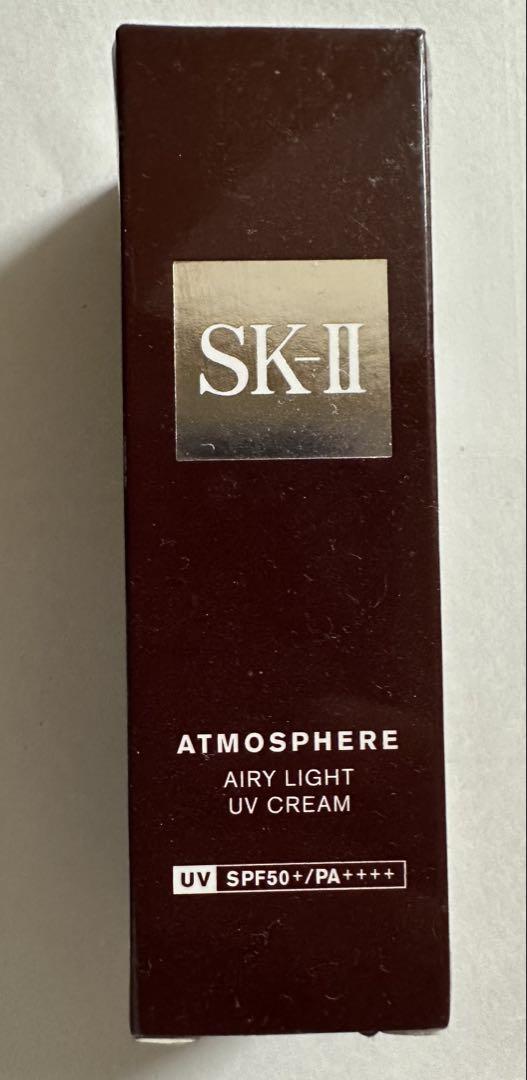 SK-II
ATMOSPHERE
AIRY LIGHT
UV CREAM
UV SPF50+/PA++++